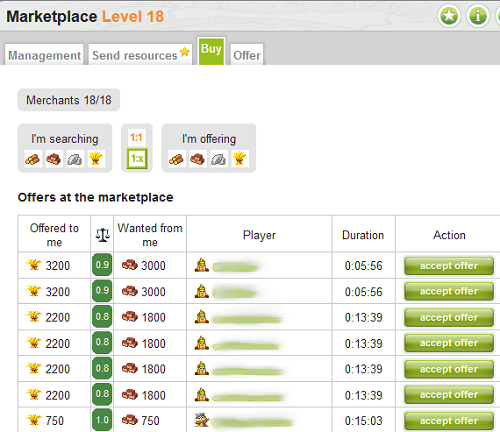 Marketplace Level 18
Management Send resources Buy Offer
Merchants 18/18
I'm searching 1:1 I'm offering
1:x
Offers at the marketplace
Offered to me Wanted from me Player Duration Action
3200 0.9 3000 0:05:56 accept offer
3200 0.9 3000 0:05:56 accept offer
2200 0.8 1800 0:13:39 accept offer
2200 0.8 1800 0:13:39 accept offer
2200 0.8 1800 0:13:39 accept offer
2200 0.8 1800 0:13:39 accept offer
750 1.0 750 0:15:03 accept offer